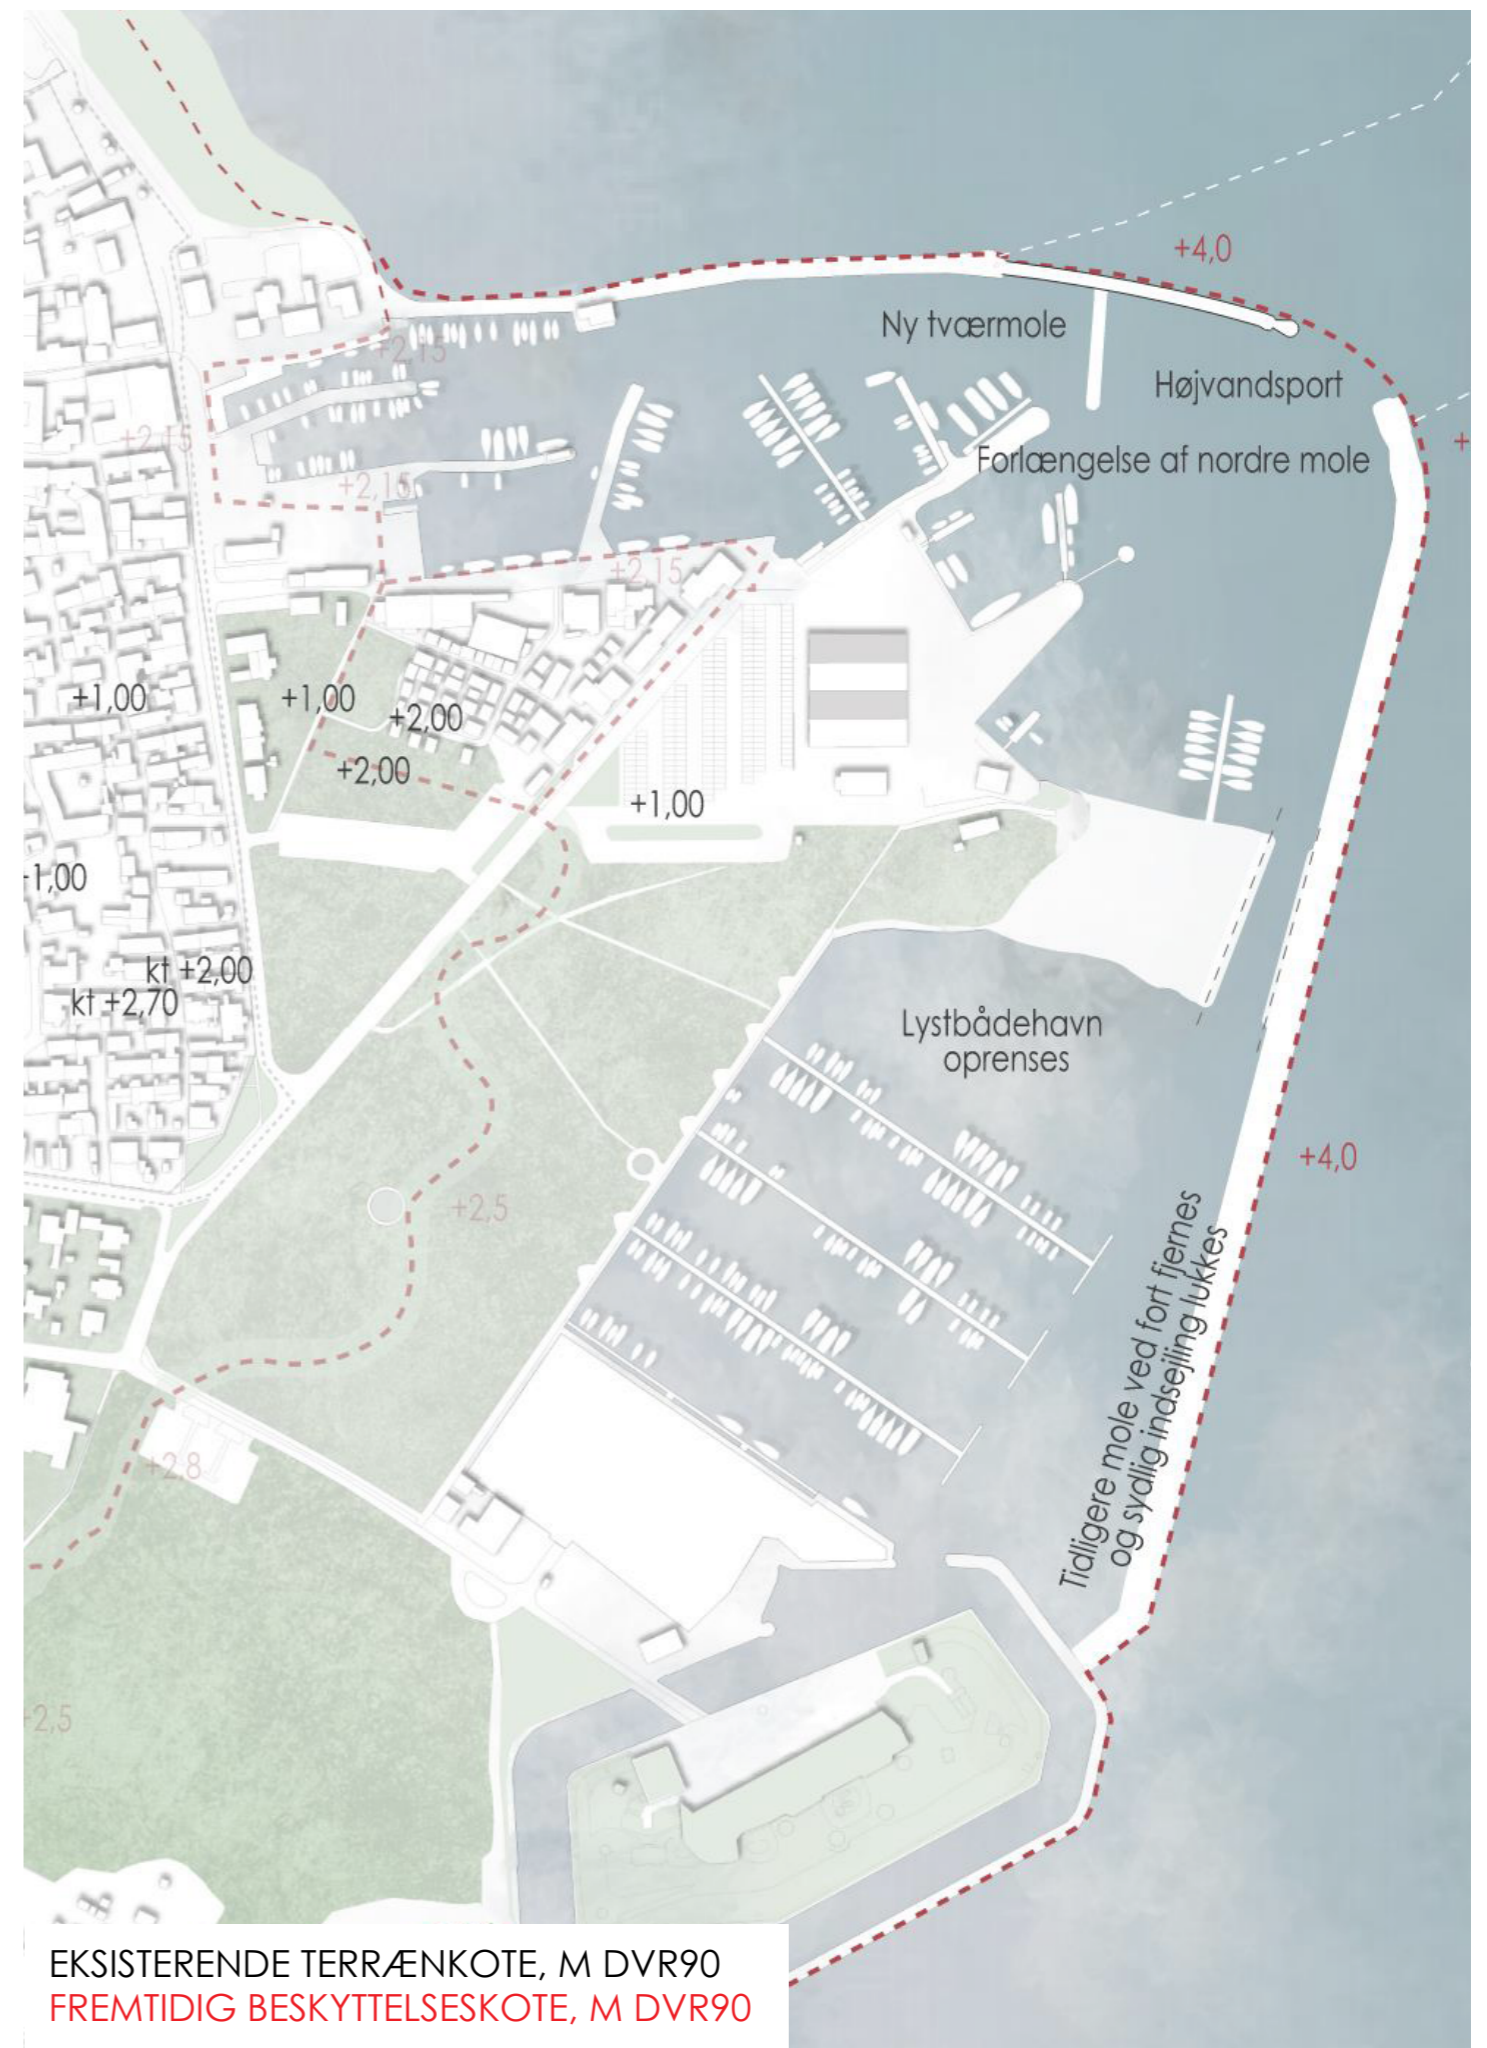 +4,0
Ny tværmole
+2,15
Højvandsport
+2,15
+
Forlængelse af nordre mole
+2,15
+2,15
+1,00
+1,00
+2,00
+2,00
+1,00
-1,00
kt +2,00
kt +2,70
Lystbådehavn
oprenses
+4,0
+2,5
Tidligere mole ved fort fjernes
og sydlig indsejling lukkes
+2,8
+2,5
EKSISTERENDE TERRÆNKOTE, M DVR90
FREMTIDIG BESKYTTELSESKOTE, M DVR90